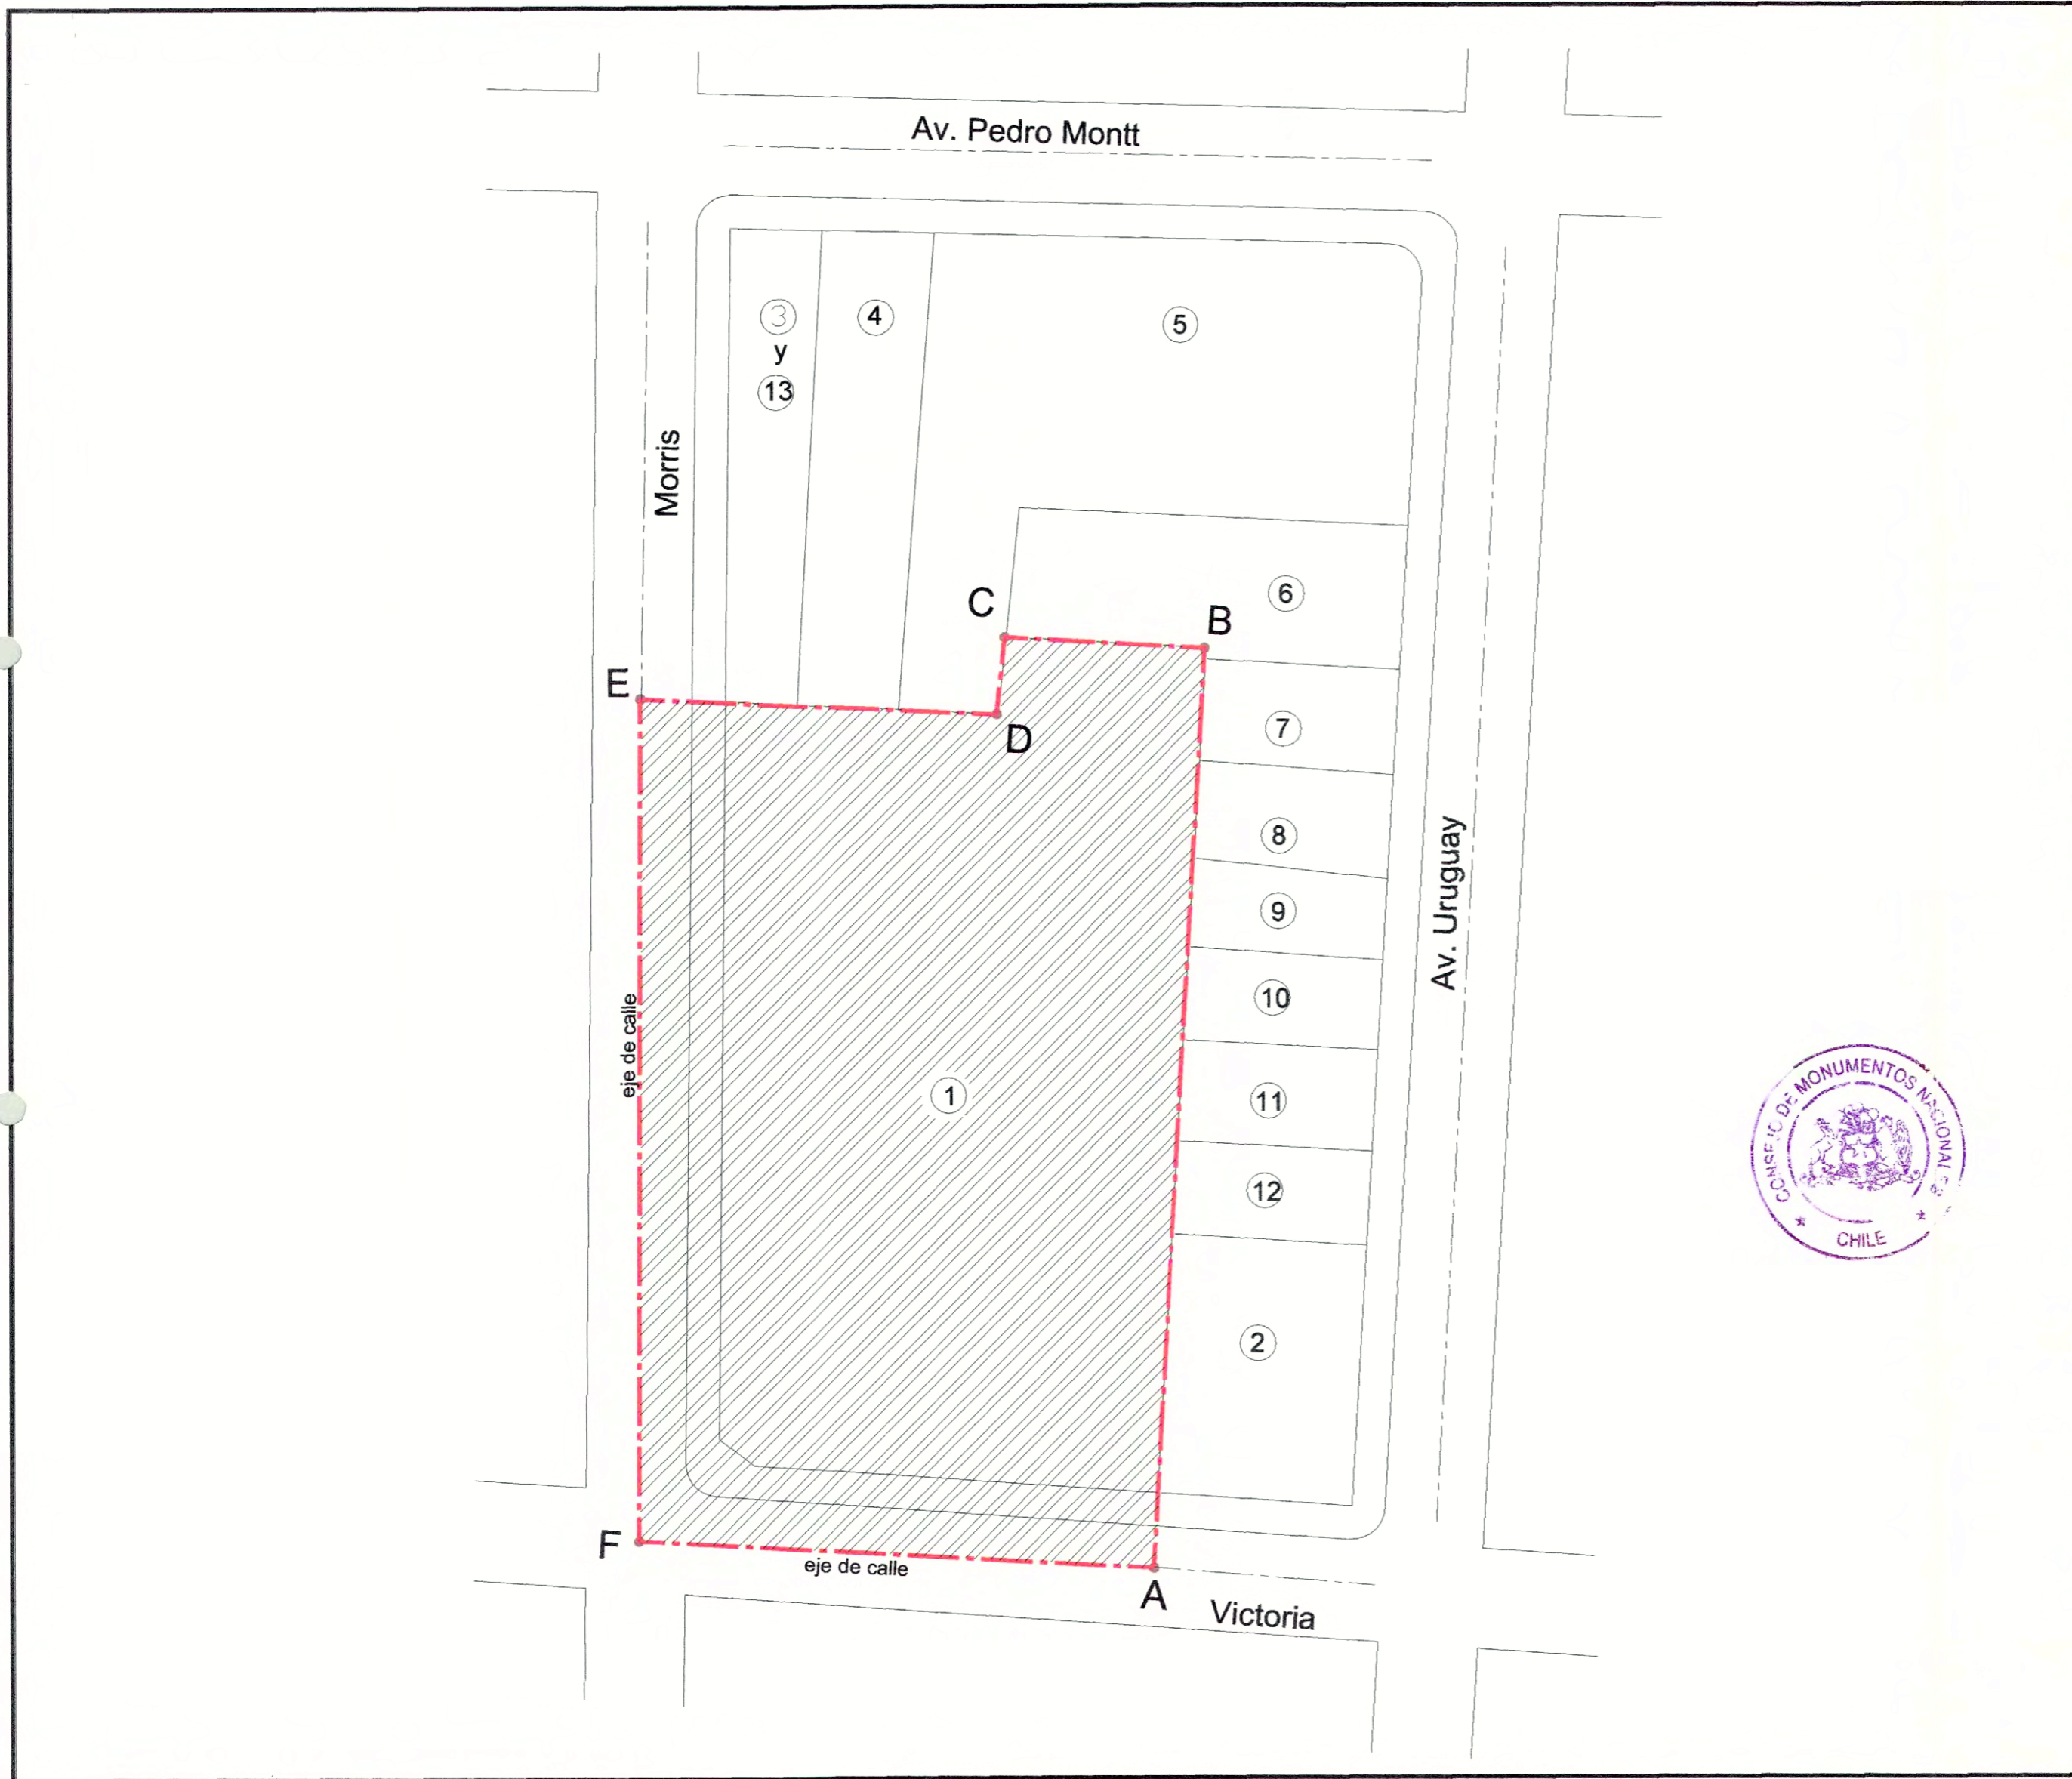 Av. Pedro Montt
3
y
13
4
5
Morris
6
C
B
E
D
7
8
Av. Uruguay
9
10
eje de calle
1
11
12
2
F
eje de calle
A
Victoria
CONSEJO DE MONUMENTOS NACIONALES
CHILE